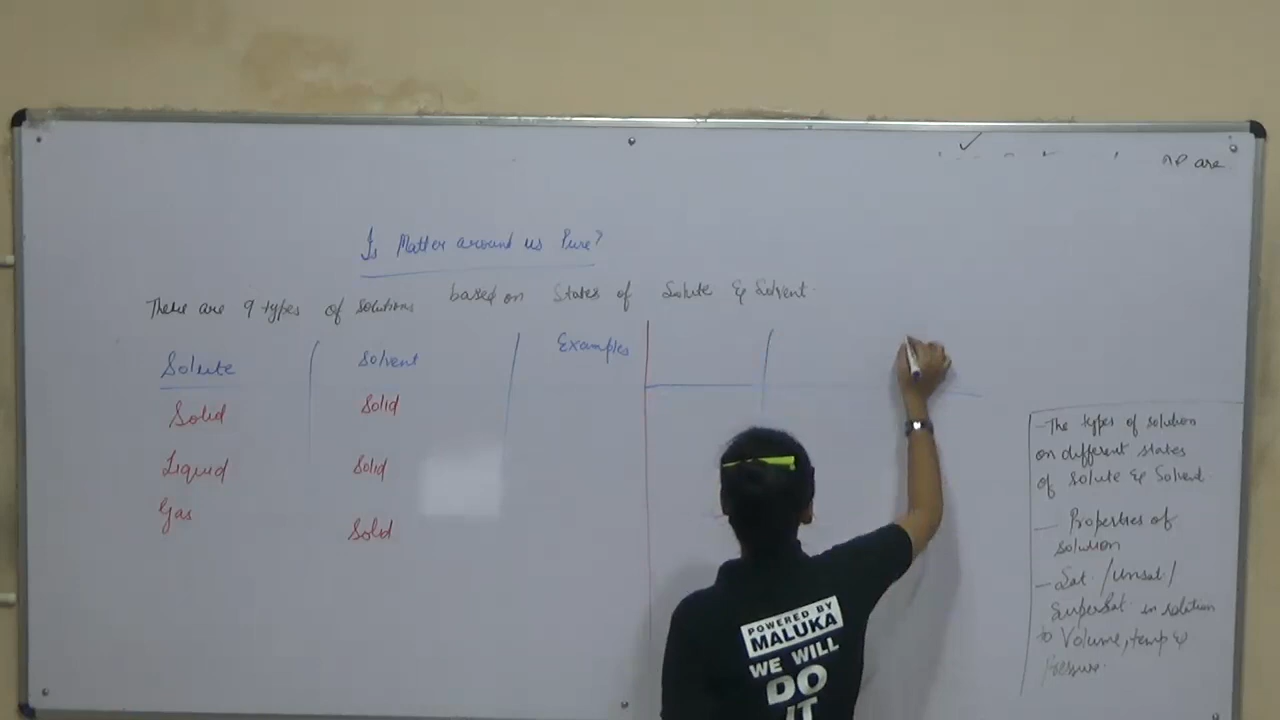 Is Matter around us Pure?
There are 9 types of solutions based on States of Solute & Solvent.
Solute Solvent Examples
Solid Solid
Liquid Solid
Gas Solid
are
- The types of solution
on different states
of solute & Solvent.
- Properties of
solution
- Sat. /unsat./
superSat. in solution
to Volume, temp &
Pressure.
POWERED BY
MALUKA
WE WILL
DO
IT